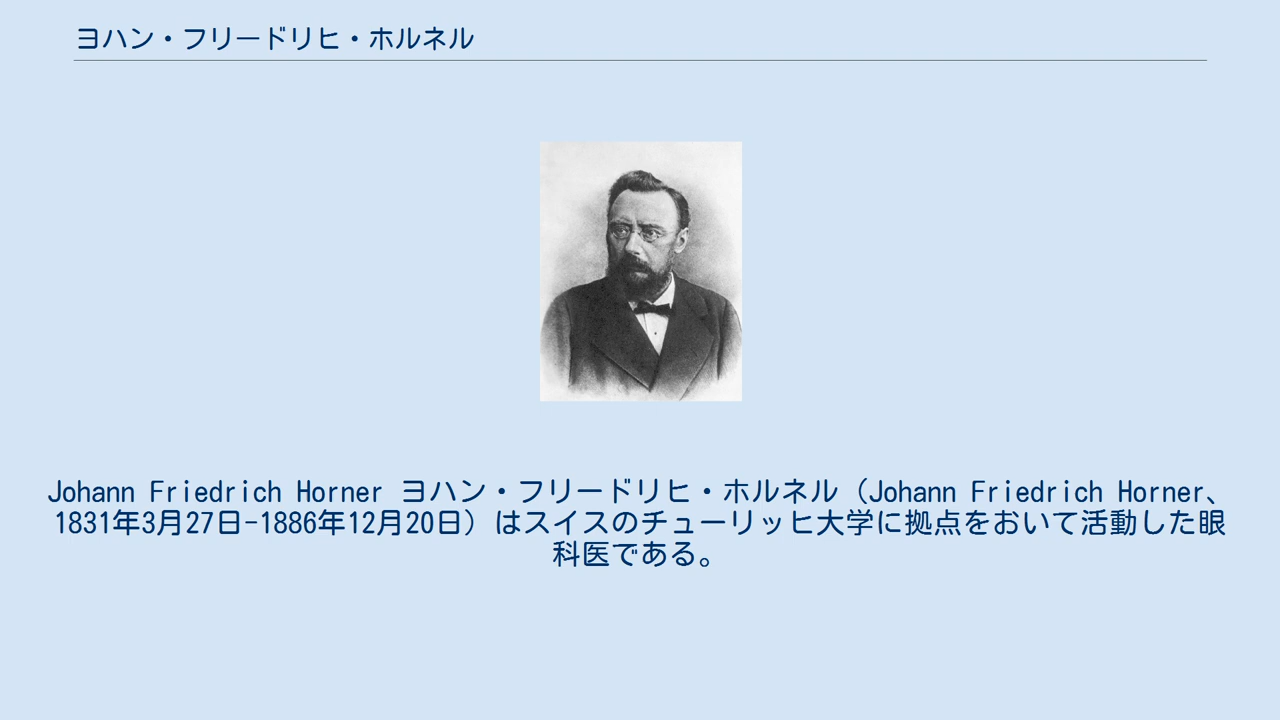 ヨハン・フリードリヒ・ホルネル
Johann Friedrich Horner ヨハン・フリードリヒ・ホルネル（Johann Friedrich Horner、
1831年3月27日-1886年12月20日）はスイスのチューリッヒ大学に拠点をおいて活動した眼
科医である。